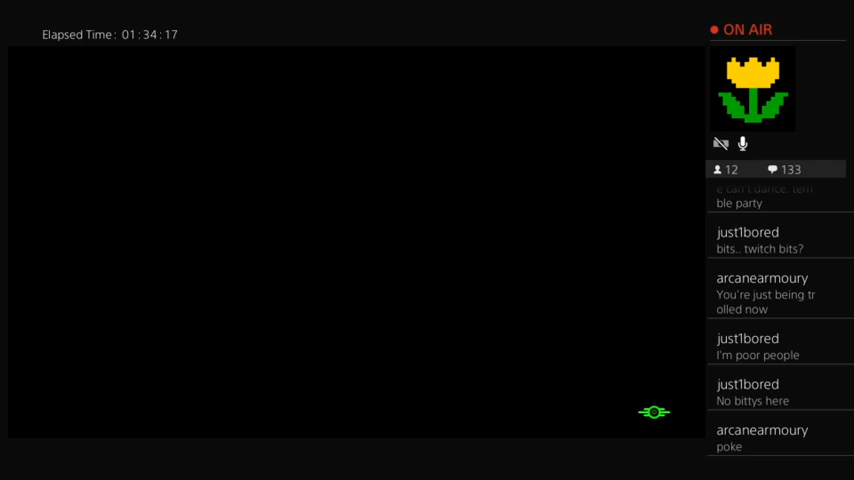 Elapsed Time: 01:34:17
ON AIR
12
133
e can't dance. terri
ble party
just1bored
bits.. twitch bits?
arcanearmoury
You're just being tr
olled now
just1bored
I'm poor people
just1bored
No bittys here
arcanearmoury
poke